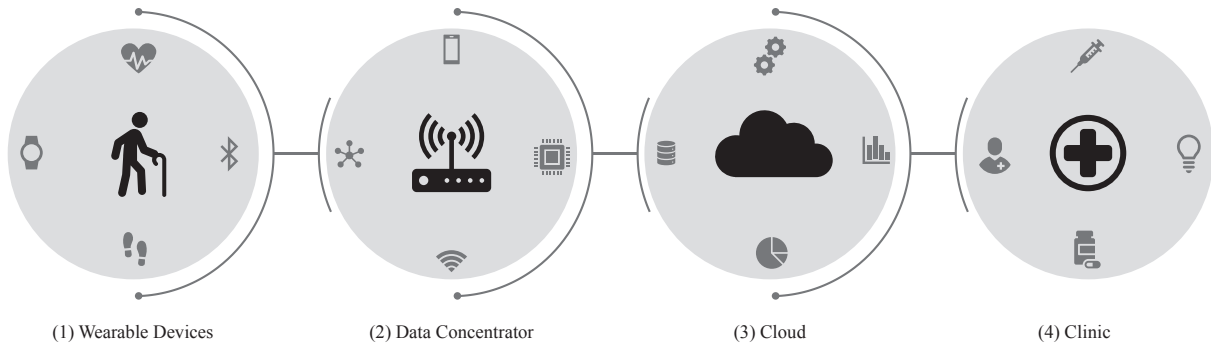 (1) Wearable Devices
(2) Data Concentrator
(3) Cloud
(4) Clinic